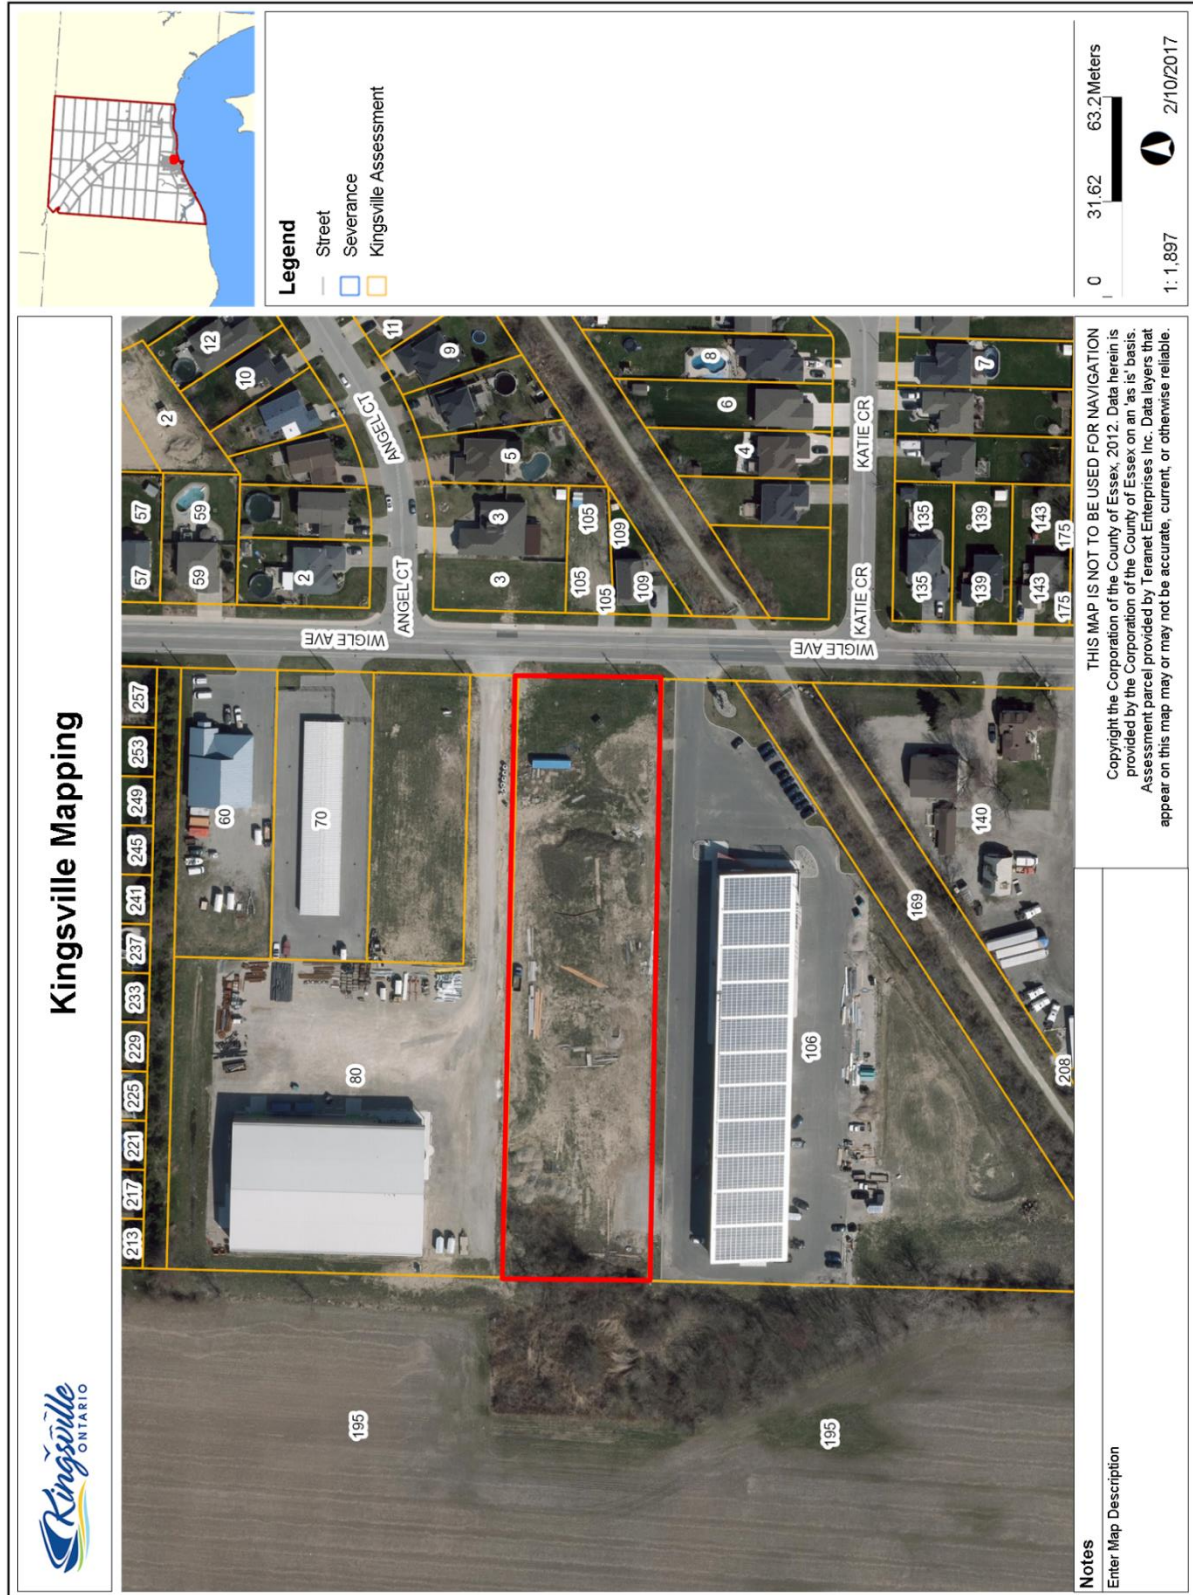 Kingsville
ONTARIO
Kingsville Mapping
57
57
59
59
2
2
12
10
11
9
5
3
3
ANGEL CT
ANGEL CT
WIGLE AVE
105
105
105
109
109
8
6
4
KATIE CR
KATIE CR
WIGLE AVE
7
135
135
139
139
143
143
175
175
213
217
221
225
229
233
237
241
245
249
253
257
60
70
80
106
169
140
208
195
195
Legend
Street
Severance
Kingsville Assessment
0
31.62
63.2 Meters
1: 1,897
2/10/2017
Notes
Enter Map Description
THIS MAP IS NOT TO BE USED FOR NAVIGATION
Copyright the Corporation of the County of Essex, 2012. Data herein is
provided by the Corporation of the County of Essex on an 'as is' basis.
Assessment parcel provided by Teranet Enterprises Inc. Data layers that
appear on this map may or may not be accurate, current, or otherwise reliable.